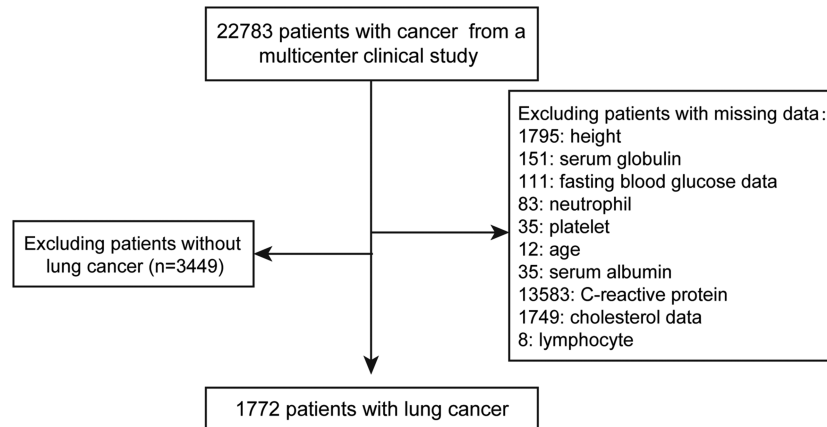 22783 patients with cancer from a
multicenter clinical study
Excluding patients with missing data:
1795: height
151: serum globulin
111: fasting blood glucose data
83: neutrophil
35: platelet
12: age
35: serum albumin
13583: C-reactive protein
1749: cholesterol data
8: lymphocyte
Excluding patients without
lung cancer (n=3449)
1772 patients with lung cancer